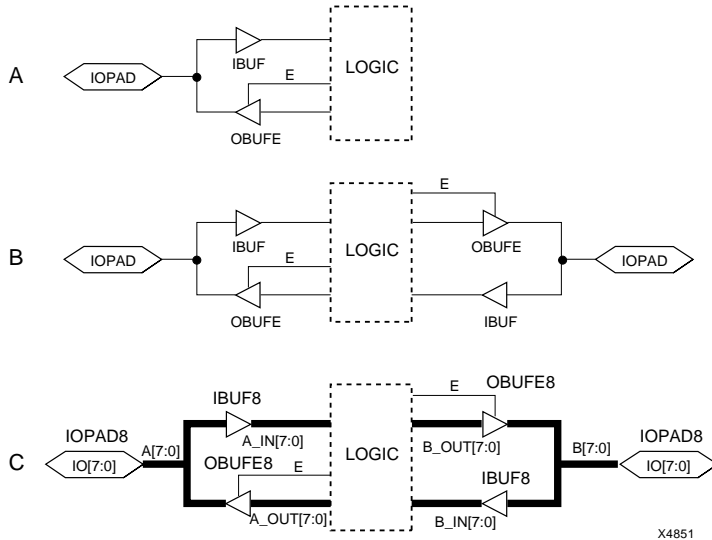 A
IOPAD
IBUF
E
OBUFE
LOGIC
B
IOPAD
IBUF
E
OBUFE
LOGIC
E
OBUFE
IBUF
IOPAD
C
IOPAD8
IO[7:0]
A[7:0]
IBUF8
A_IN[7:0]
OBUFE8
E
A_OUT[7:0]
LOGIC
E
OBUFE8
B_OUT[7:0]
IBUF8
B_IN[7:0]
B[7:0]
IOPAD8
IO[7:0]
X4851